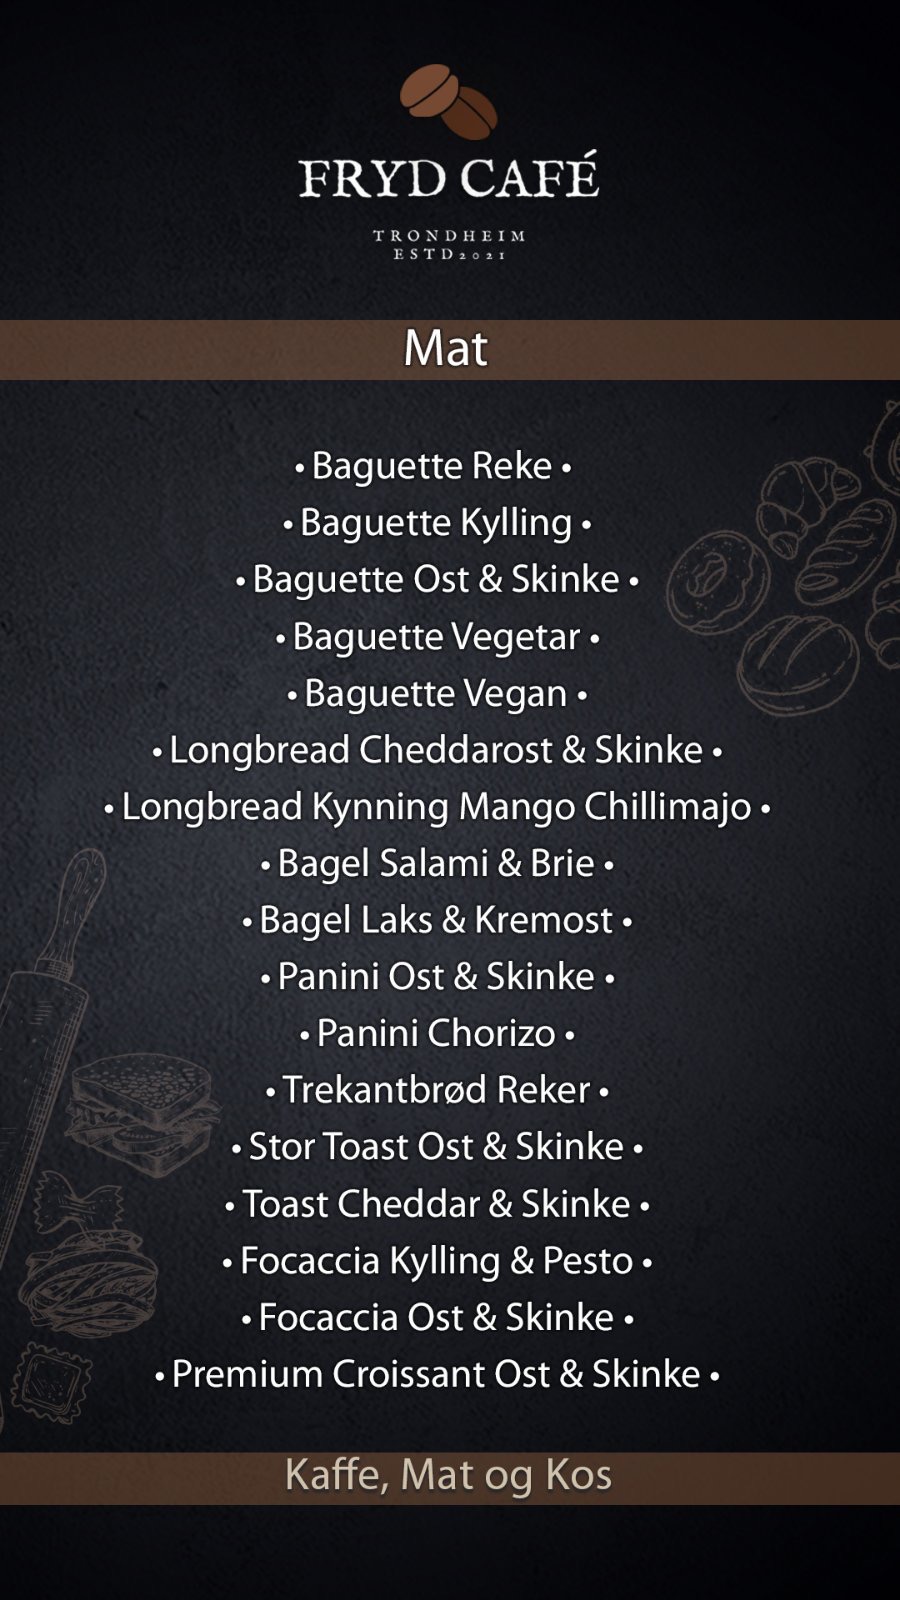 FRYD CAFÉ
TRONDHEIM
ESTD2021
Mat
• Baguette Reke •
• Baguette Kylling •
• Baguette Ost & Skinke •
• Baguette Vegetar •
• Baguette Vegan •
• Longbread Cheddarost & Skinke •
• Longbread Kynning Mango Chillimajo •
• Bagel Salami & Brie •
• Bagel Laks & Kremost •
• Panini Ost & Skinke •
• Panini Chorizo •
• Trekantbrød Reker •
• Stor Toast Ost & Skinke •
• Toast Cheddar & Skinke •
• Focaccia Kylling & Pesto •
• Focaccia Ost & Skinke •
• Premium Croissant Ost & Skinke •
Kaffe, Mat og Kos